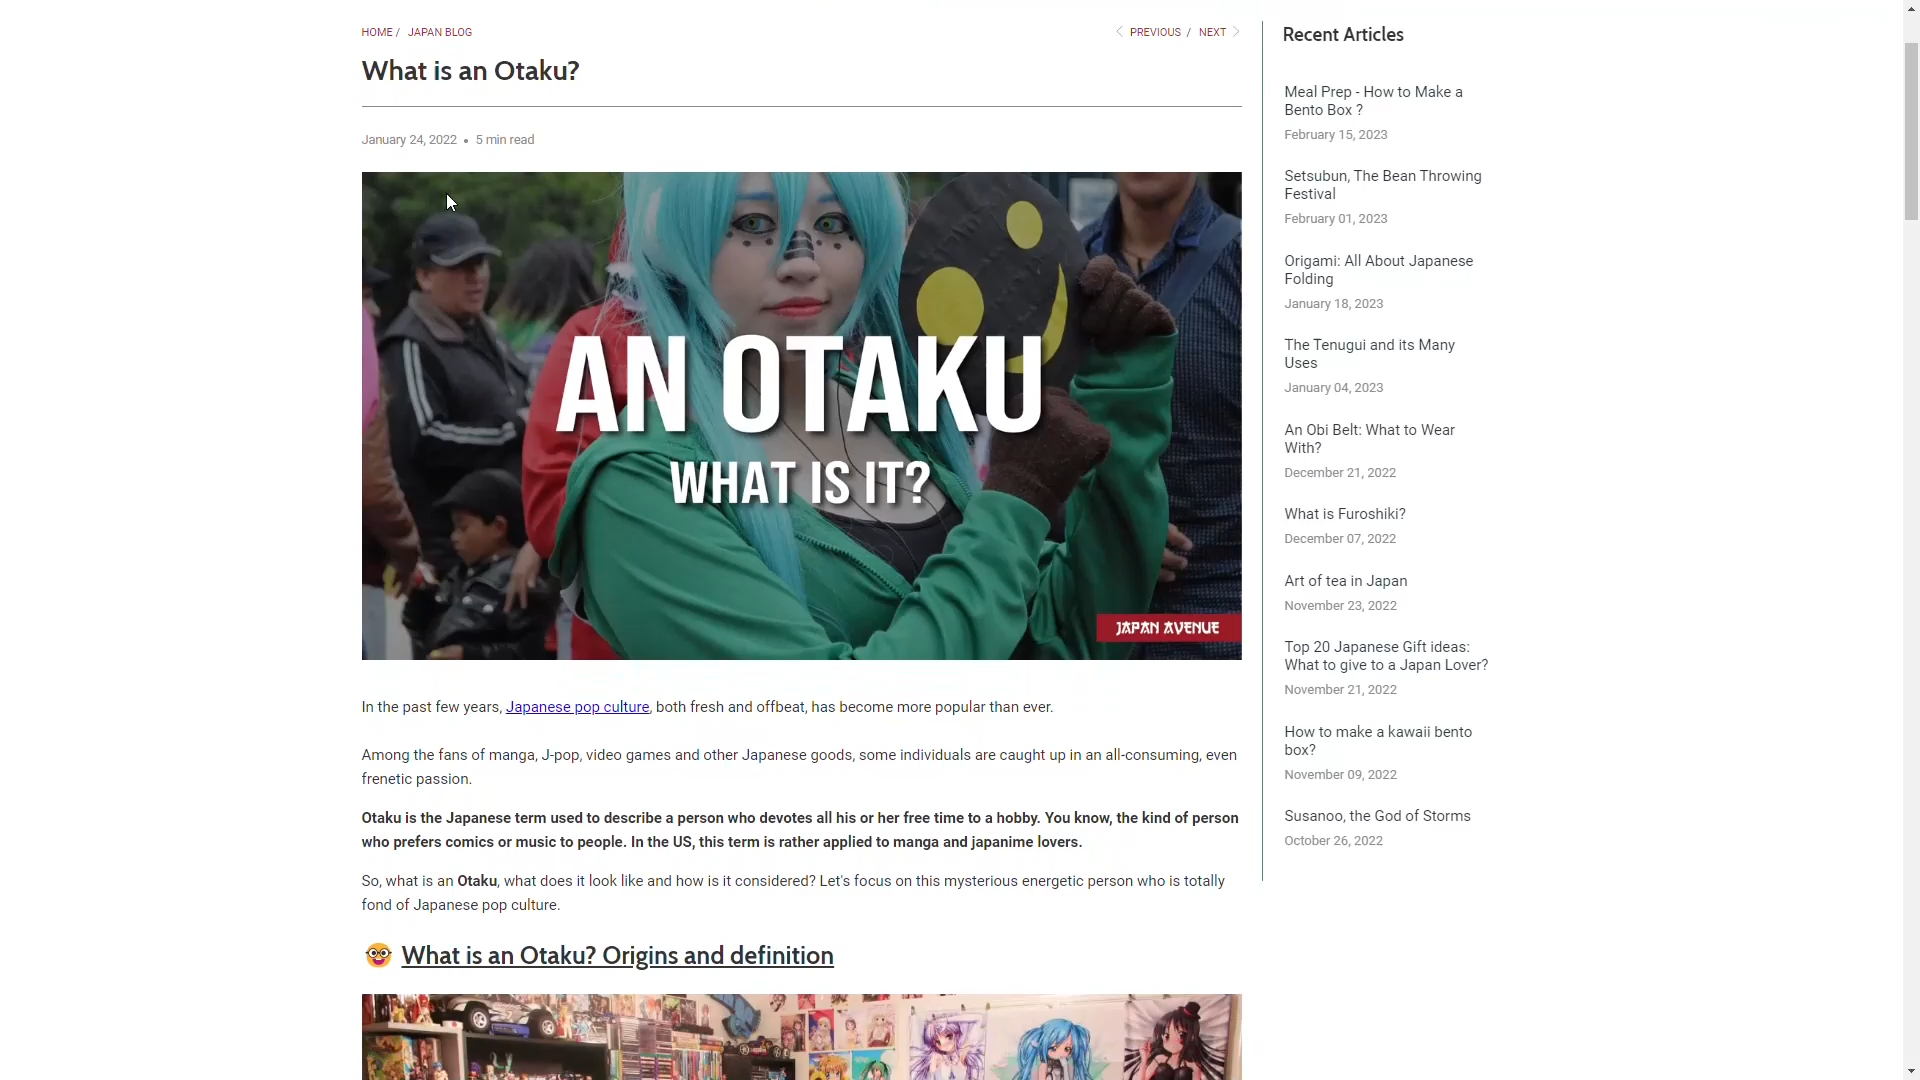 HOME / JAPAN BLOG
PREVIOUS / NEXT
What is an Otaku?
January 24, 2022 • 5 min read
AN OTAKU
WHAT IS IT?
JAPAN AVENUE
In the past few years, Japanese pop culture, both fresh and offbeat, has become more popular than ever.
Among the fans of manga, J-pop, video games and other Japanese goods, some individuals are caught up in an all-consuming, even
frenetic passion.
Otaku is the Japanese term used to describe a person who devotes all his or her free time to a hobby. You know, the kind of person
who prefers comics or music to people. In the US, this term is rather applied to manga and japanime lovers.
So, what is an Otaku, what does it look like and how is it considered? Let's focus on this mysterious energetic person who is totally
fond of Japanese pop culture.
🤓 What is an Otaku? Origins and definition
Recent Articles
Meal Prep - How to Make a
Bento Box ?
February 15, 2023
Setsubun, The Bean Throwing
Festival
February 01, 2023
Origami: All About Japanese
Folding
January 18, 2023
The Tenugui and its Many
Uses
January 04, 2023
An Obi Belt: What to Wear
With?
December 21, 2022
What is Furoshiki?
December 07, 2022
Art of tea in Japan
November 23, 2022
Top 20 Japanese Gift ideas:
What to give to a Japan Lover?
November 21, 2022
How to make a kawaii bento
box?
November 09, 2022
Susanoo, the God of Storms
October 26, 2022